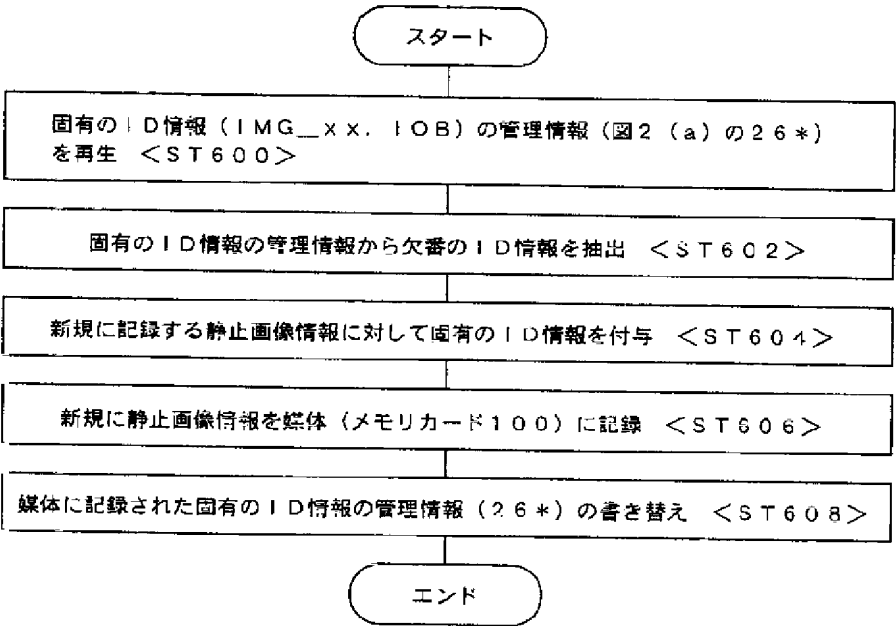 スタート
固有のID情報(IMG__xx. IOB)の管理情報(図2(a)の26*)
を再生 <ST600>
固有のID情報の管理情報から欠番のID情報を抽出 <ST602>
新規に記録する静止画像情報に対して固有のID情報を付与 <ST604>
新規に静止画像情報を媒体(メモリカード100)に記録 <ST606>
媒体に記録された固有のID情報の管理情報(26*)の書き替え <ST608>
エンド